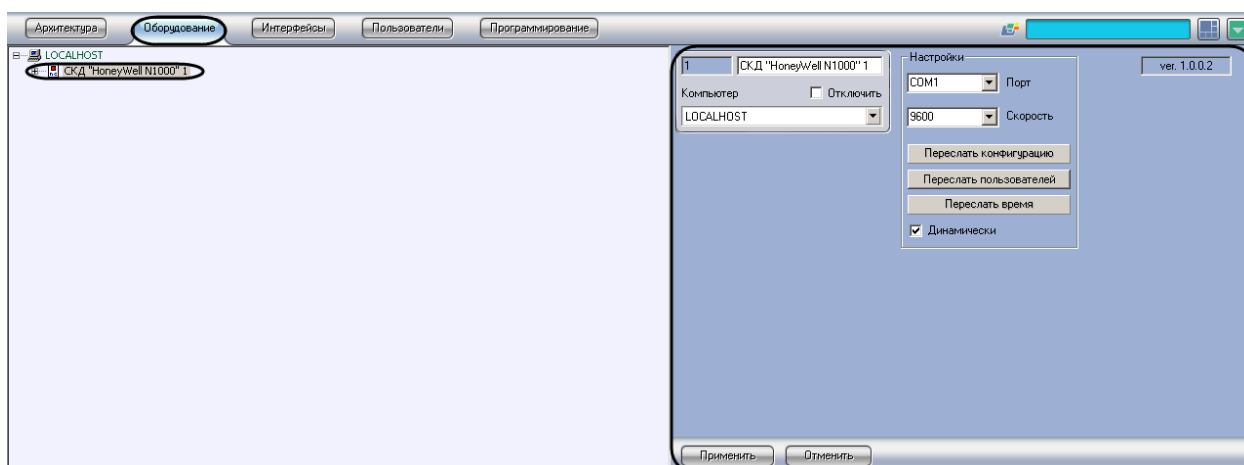 Архитектура Оборудование Интерфейсы Пользователи Программирование
LOCALHOST
СКД "HoneyWell N1000" 1
1 СКД "HoneyWell N1000" 1
Компьютер Отключить
LOCALHOST
Настройки
COM1 Порт
9600 Скорость
Переслать конфигурацию
Переслать пользователей
Переслать время
Динамически
ver. 1.0.0.2
Применить Отменить